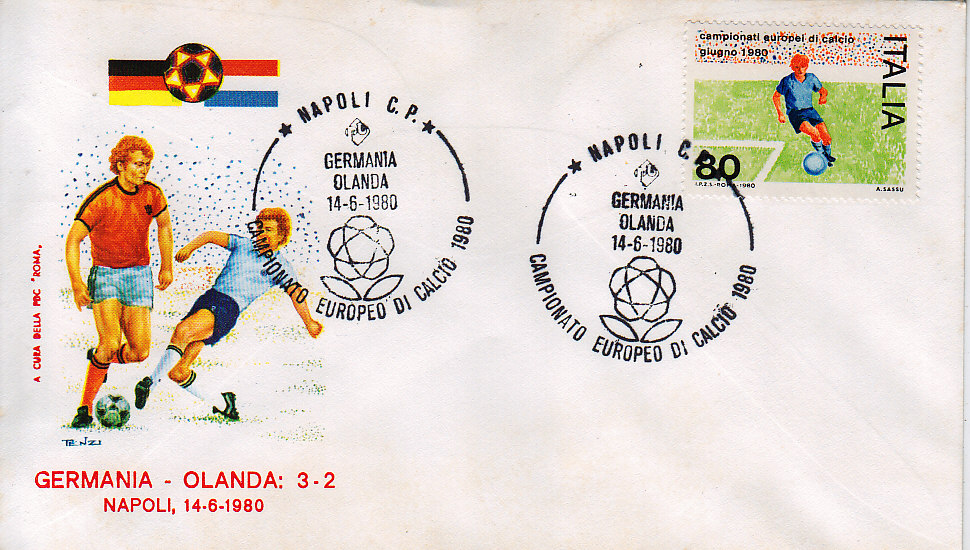 campionati europei di calcio
giugno 1980
ITALIA
80
I.P.Z.S.-ROMA-1980
A. SASSU
★ NAPOLI C.P. ★
GERMANIA
OLANDA
14-6-1980
CAMPIONATO EUROPEO DI CALCIO 1980
★ NAPOLI C.P.
GERMANIA
OLANDA
14-6-1980
CAMPIONATO EUROPEO DI CALCIO 1980
A CURA DELLA PBC "ROMA"
TENZI
GERMANIA - OLANDA: 3-2
NAPOLI, 14-6-1980